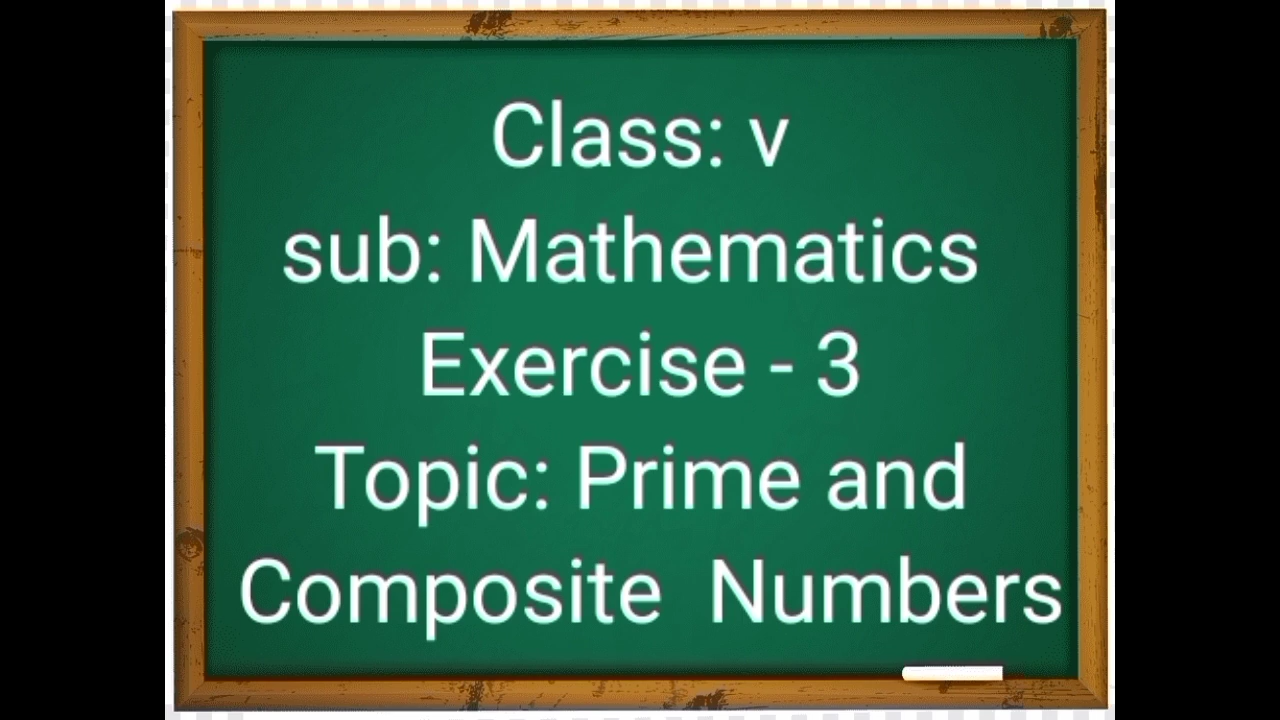 Class: v
sub: Mathematics
Exercise - 3
Topic: Prime and
Composite Numbers